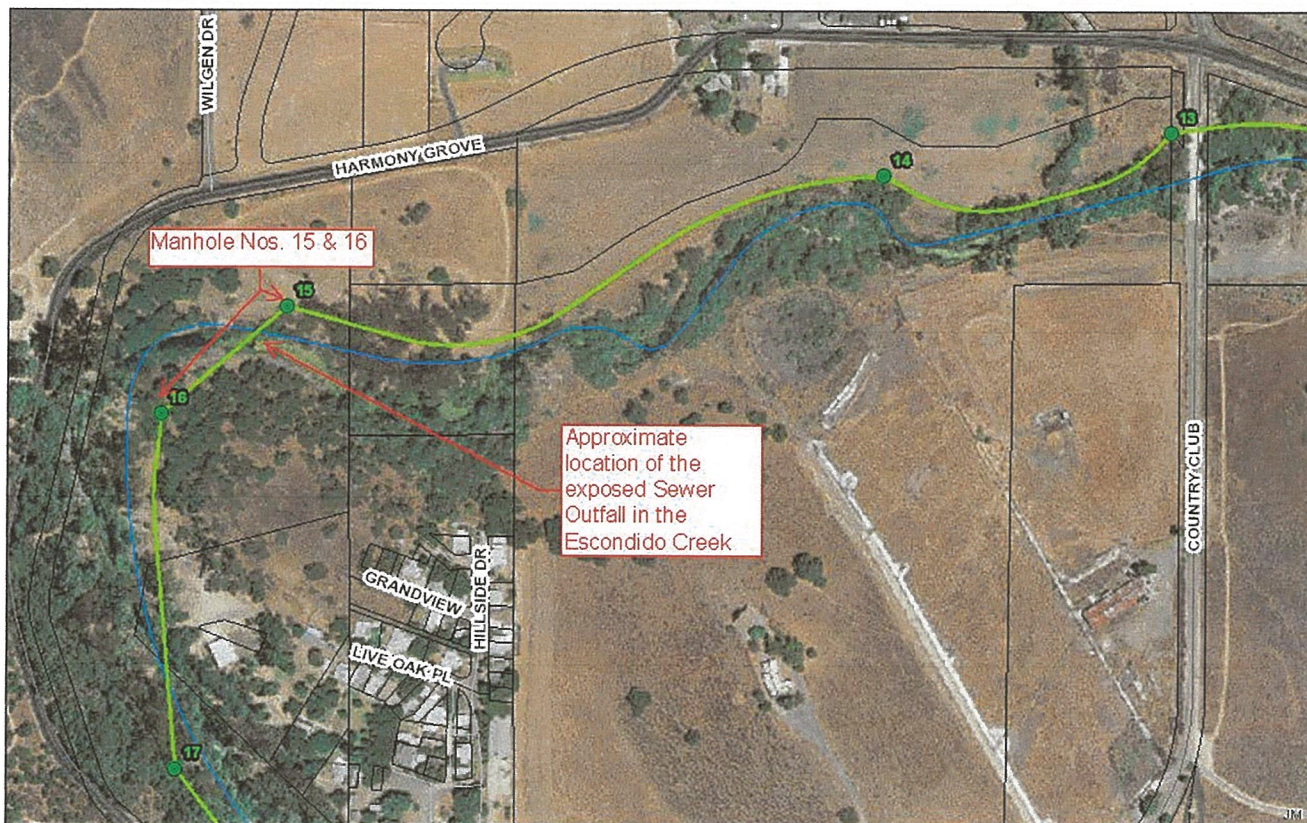 WILGEN DR
HARMONY GROVE
13
14
Manhole Nos. 15 & 16
15
16
Approximate
location of the
exposed Sewer
Outfall in the
Escondido Creek
COUNTRY CLUB
GRANDVIEW
HILLSIDE DR
LIVE OAK PL
17
JM